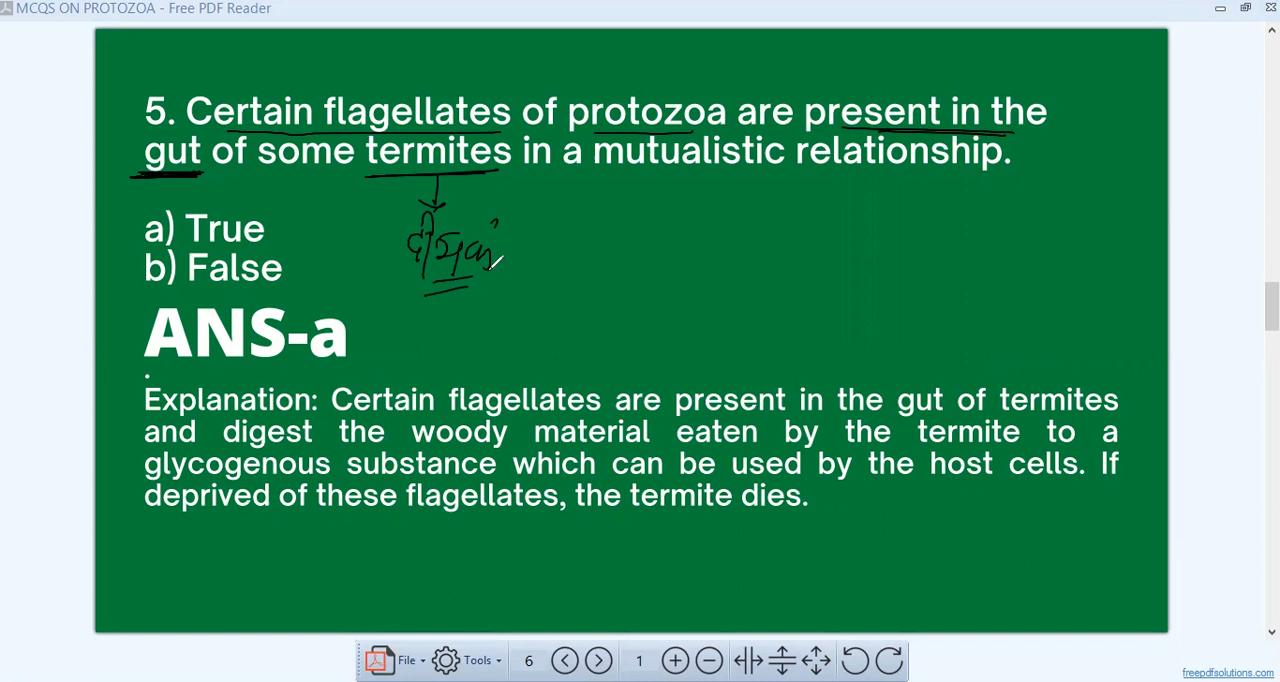 MCQS ON PROTOZOA - Free PDF Reader
5. Certain flagellates of protozoa are present in the
gut of some termites in a mutualistic relationship.
a) True
b) False
ANS-a
.
Explanation: Certain flagellates are present in the gut of termites
and digest the woody material eaten by the termite to a
glycogenous substance which can be used by the host cells. If
deprived of these flagellates, the termite dies.
File Tools 6 1
freepdfsolutions.com